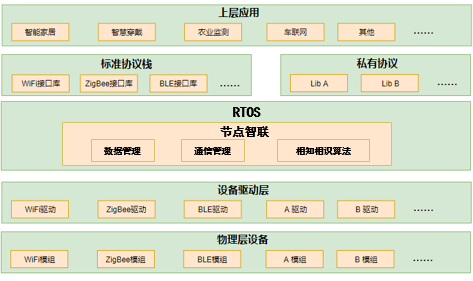 上层应用
智能家居 智慧穿戴 农业监测 车联网 其他 ……
标准协议栈 私有协议
WiFi接口库 ZigBee接口库 BLE接口库 …… Lib A Lib B ……
RTOS
节点智联
数据管理 通信管理 相知相识算法
设备驱动层
WiFi驱动 ZigBee驱动 BLE驱动 A 驱动 B 驱动 ……
物理层设备
WiFi模组 ZigBee模组 BLE模组 A 模组 B 模组 ……